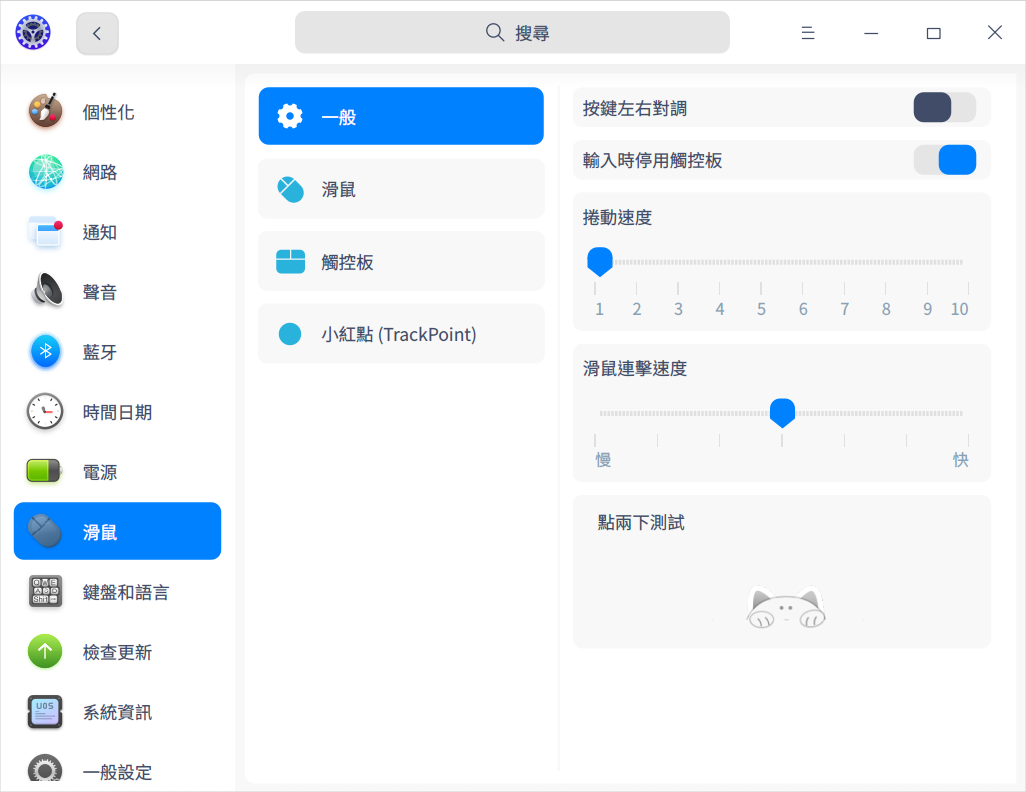 搜尋
個性化
網路
通知
聲音
藍牙
時間日期
電源
滑鼠
鍵盤和語言
檢查更新
系統資訊
一般設定
一般
滑鼠
觸控板
小紅點 (TrackPoint)
按鍵左右對調
輸入時停用觸控板
捲動速度
1 2 3 4 5 6 7 8 9 10
滑鼠連擊速度
慢 快
點兩下測試